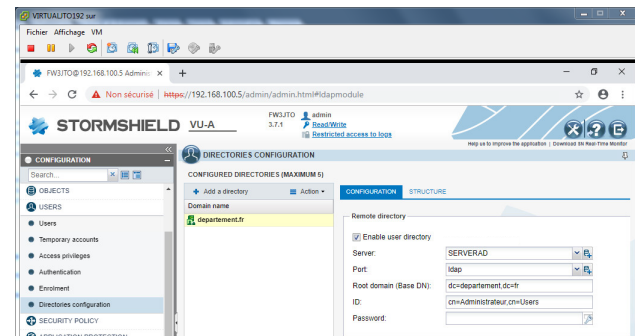 VIRTUALITO192 sur
Fichier Affichage VM
FW3JTO@192.168.100.5 Adminis
Non sécurisé | https://192.168.100.5/admin/admin.html#ldapmodule
STORMSHIELD VU-A
FW3JTO admin
3.7.1 Read/Write
Restricted access to logs
Help us to improve the application | Download SN Real-Time Monitor
CONFIGURATION
Search...
OBJECTS
USERS
Users
Temporary accounts
Access privileges
Authentication
Enrolment
Directories configuration
SECURITY POLICY
APPLICATION PROTECTION
DIRECTORIES CONFIGURATION
CONFIGURED DIRECTORIES (MAXIMUM 5)
Add a directory Action
Domain name
departement.fr
CONFIGURATION STRUCTURE
Remote directory
Enable user directory
Server: SERVERAD
Port: ldap
Root domain (Base DN): dc=departement,dc=fr
ID: cn=Administrateur,cn=Users
Password: